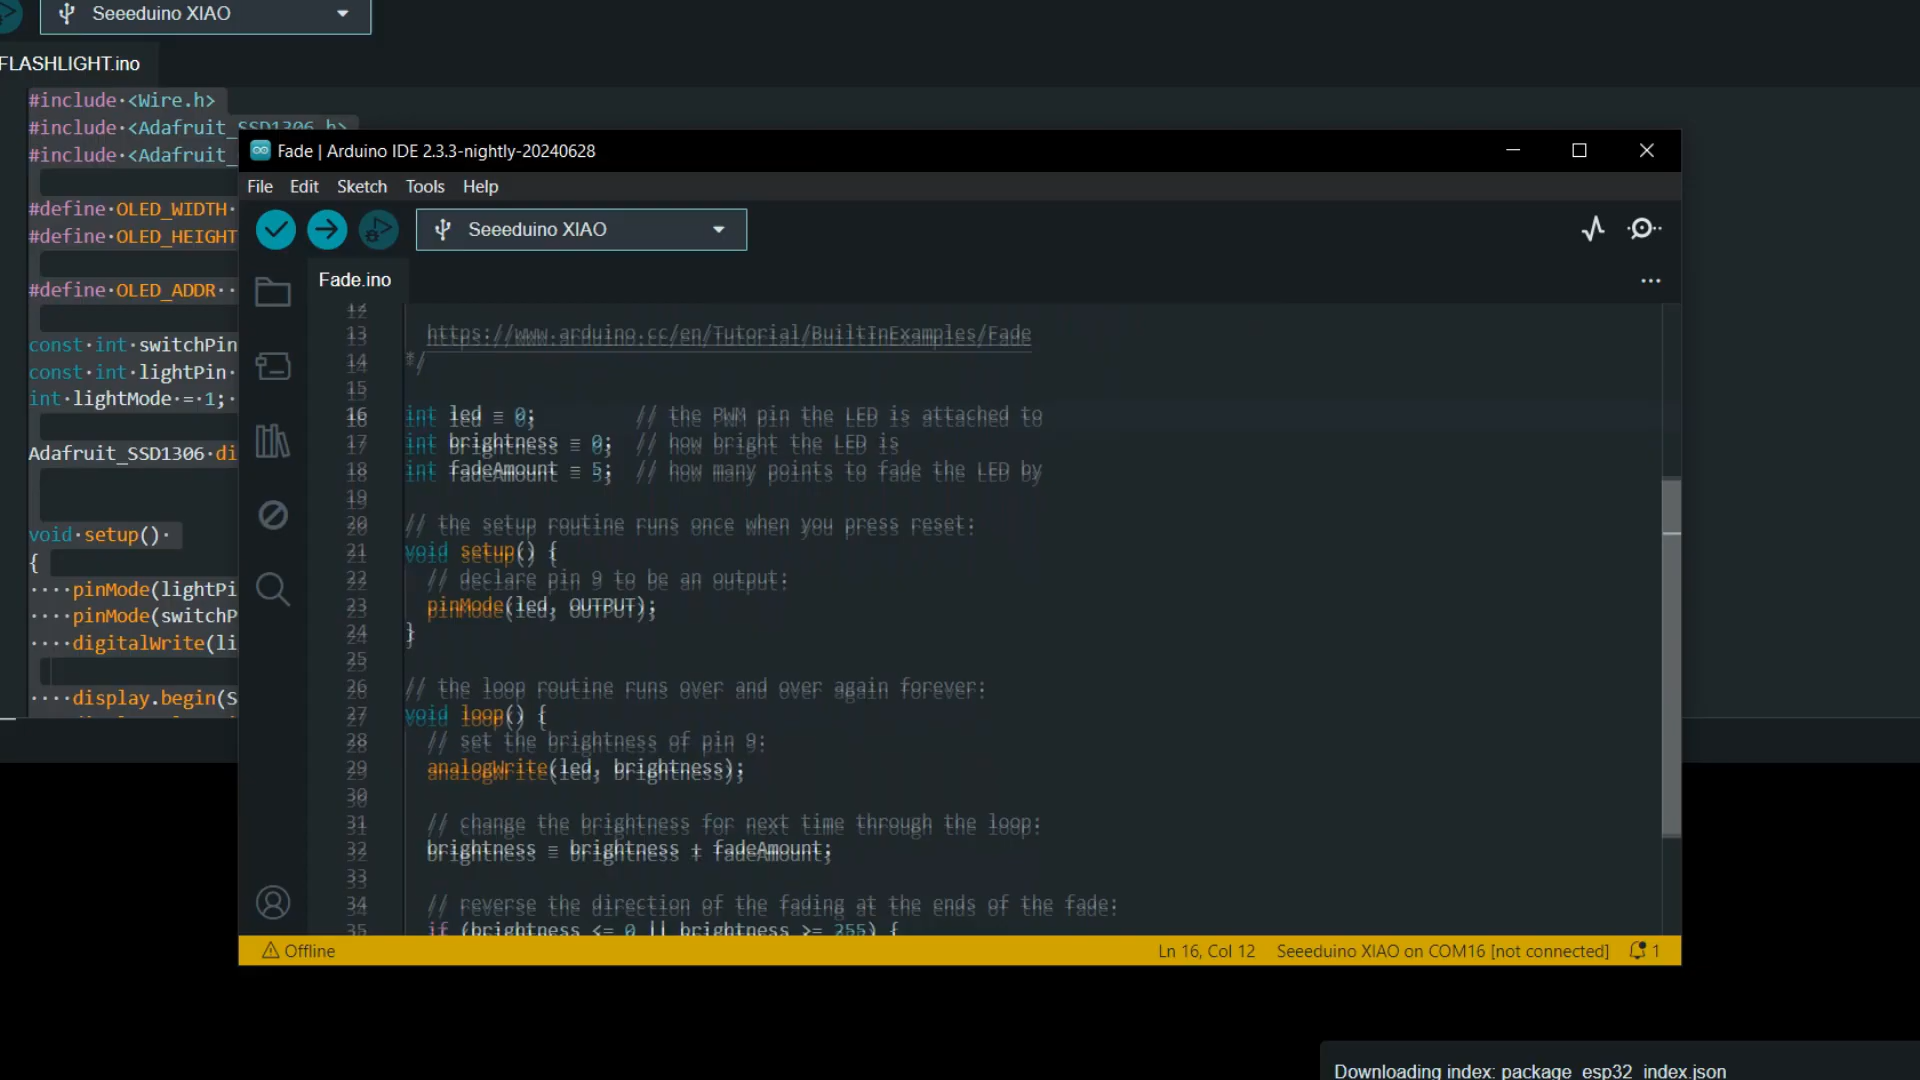 Seeeduino XIAO
FLASHLIGHT.ino
#include·<Wire.h>
#include·<Adafruit_SSD1306.h>
#include·<Adafruit_
#define·OLED_WIDTH·
#define·OLED_HEIGHT
#define·OLED_ADDR··
const·int·switchPin
const·int·lightPin·
int·lightMode·=·1;·
Adafruit_SSD1306·di
void·setup()·
{
····pinMode(lightPi
····pinMode(switchP
····digitalWrite(li
····display.begin(S
Fade | Arduino IDE 2.3.3-nightly-20240628
File Edit Sketch Tools Help
Seeeduino XIAO
Fade.ino
12
13 https://www.arduino.cc/en/Tutorial/BuiltInExamples/Fade
14 */
15
16 int led = 0; // the PWM pin the LED is attached to
17 int brightness = 0; // how bright the LED is
18 int fadeAmount = 5; // how many points to fade the LED by
19
20 // the setup routine runs once when you press reset:
21 void setup() {
22 // declare pin 9 to be an output:
23 pinMode(led, OUTPUT);
24 }
25
26 // the loop routine runs over and over again forever:
27 void loop() {
28 // set the brightness of pin 9:
29 analogWrite(led, brightness);
30
31 // change the brightness for next time through the loop:
32 brightness = brightness + fadeAmount;
33
34 // reverse the direction of the fading at the ends of the fade:
35 if (brightness <= 0 || brightness >= 255) {
Offline
Ln 16, Col 12 Seeeduino XIAO on COM16 [not connected] 1
Downloading index: package_esp32_index.json